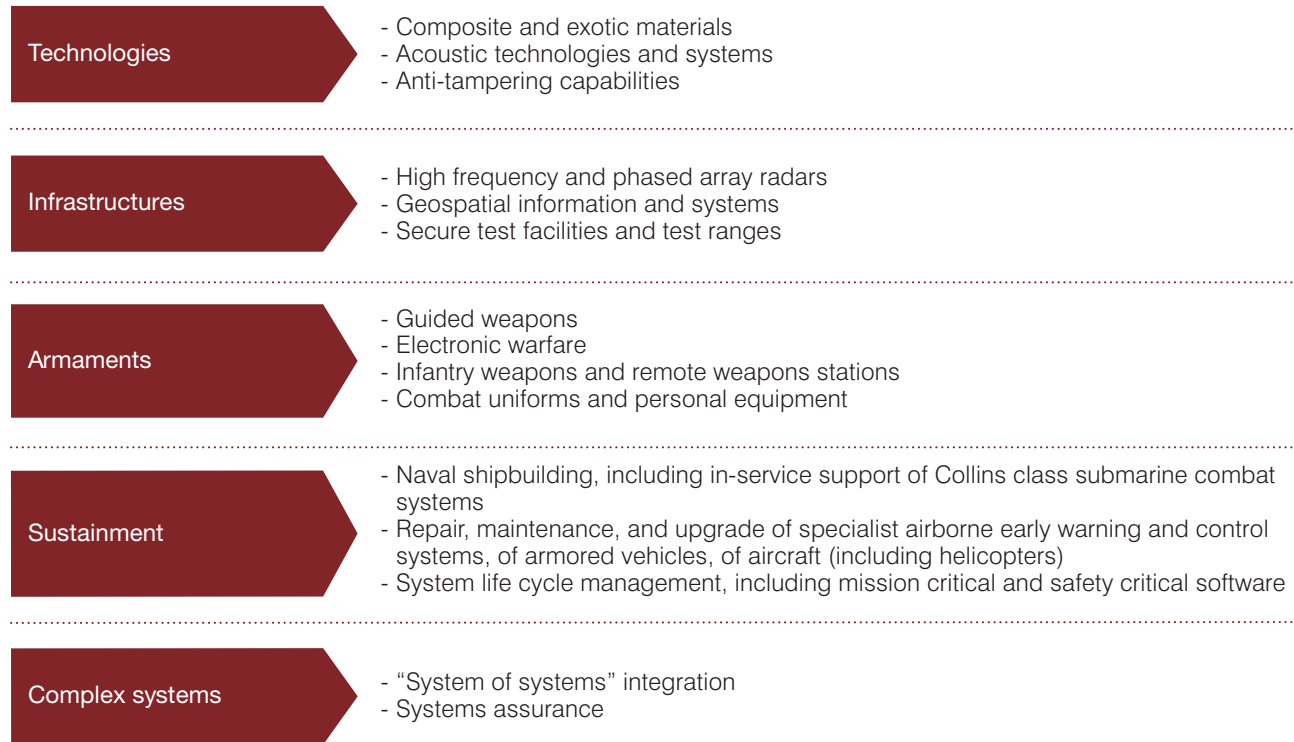 Technologies
- Composite and exotic materials
- Acoustic technologies and systems
- Anti-tampering capabilities
Infrastructures
- High frequency and phased array radars
- Geospatial information and systems
- Secure test facilities and test ranges
Armaments
- Guided weapons
- Electronic warfare
- Infantry weapons and remote weapons stations
- Combat uniforms and personal equipment
Sustainment
- Naval shipbuilding, including in-service support of Collins class submarine combat
systems
- Repair, maintenance, and upgrade of specialist airborne early warning and control
systems, of armored vehicles, of aircraft (including helicopters)
- System life cycle management, including mission critical and safety critical software
Complex systems
- “System of systems” integration
- Systems assurance